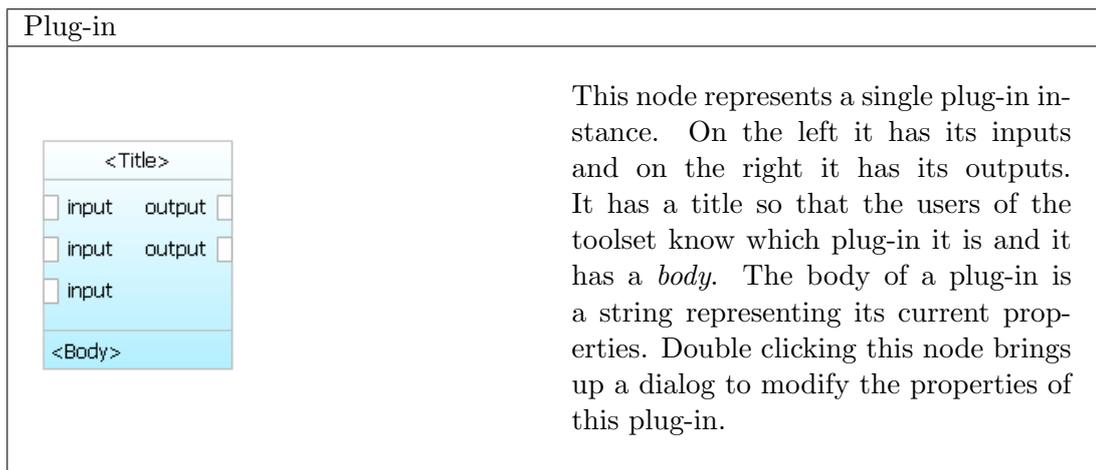 Plug-in
<Title>
input output
input output
input
<Body>
This node represents a single plug-in in-
stance. On the left it has its inputs
and on the right it has its outputs.
It has a title so that the users of the
toolset know which plug-in it is and it
has a body. The body of a plug-in is
a string representing its current prop-
erties. Double clicking this node brings
up a dialog to modify the properties of
this plug-in.